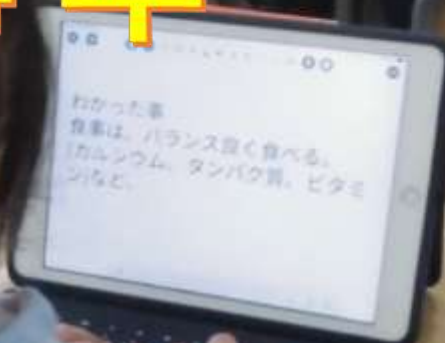 わかった事
食事は、バランス良く食べる。
(カルシウム、タンパク質、ビタミ
ン)など、